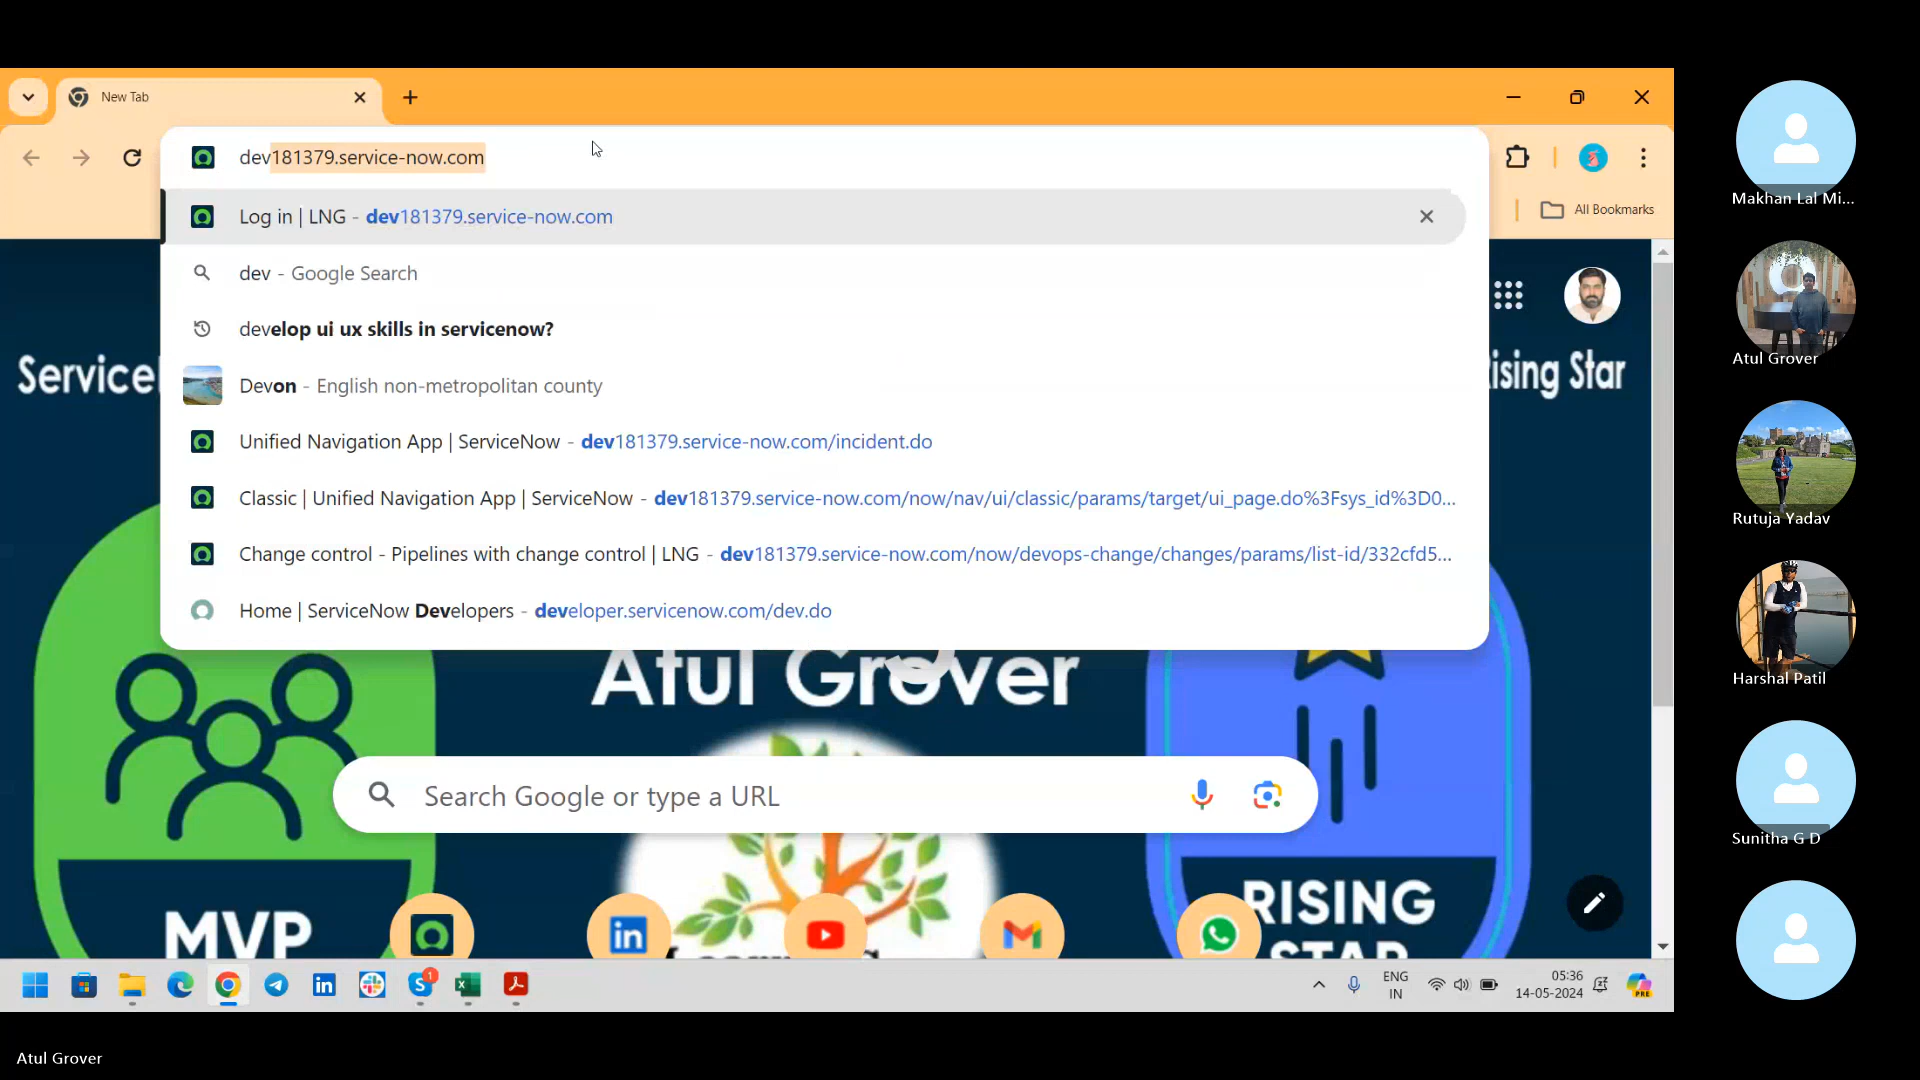 New Tab
dev181379.service-now.com
Log in | LNG - dev181379.service-now.com
dev - Google Search
develop ui ux skills in servicenow?
Devon - English non-metropolitan county
Unified Navigation App | ServiceNow - dev181379.service-now.com/incident.do
Classic | Unified Navigation App | ServiceNow - dev181379.service-now.com/now/nav/ui/classic/params/target/ui_page.do%3Fsys_id%3D0...
Change control - Pipelines with change control | LNG - dev181379.service-now.com/now/devops-change/changes/params/list-id/332cfd5...
Home | ServiceNow Developers - developer.servicenow.com/dev.do
All Bookmarks
Rising Star
Atul Grover
Search Google or type a URL
MVP
RISING
STAR
ENG
IN
05:36
14-05-2024
PRE
Makhan Lal Mi...
Atul Grover
Rutuja Yadav
Harshal Patil
Sunitha G D
Atul Grover